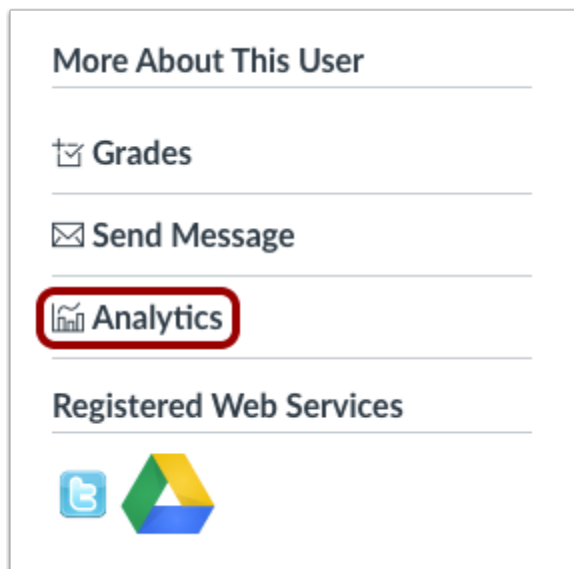 More About This User
Grades
Send Message
Analytics
Registered Web Services